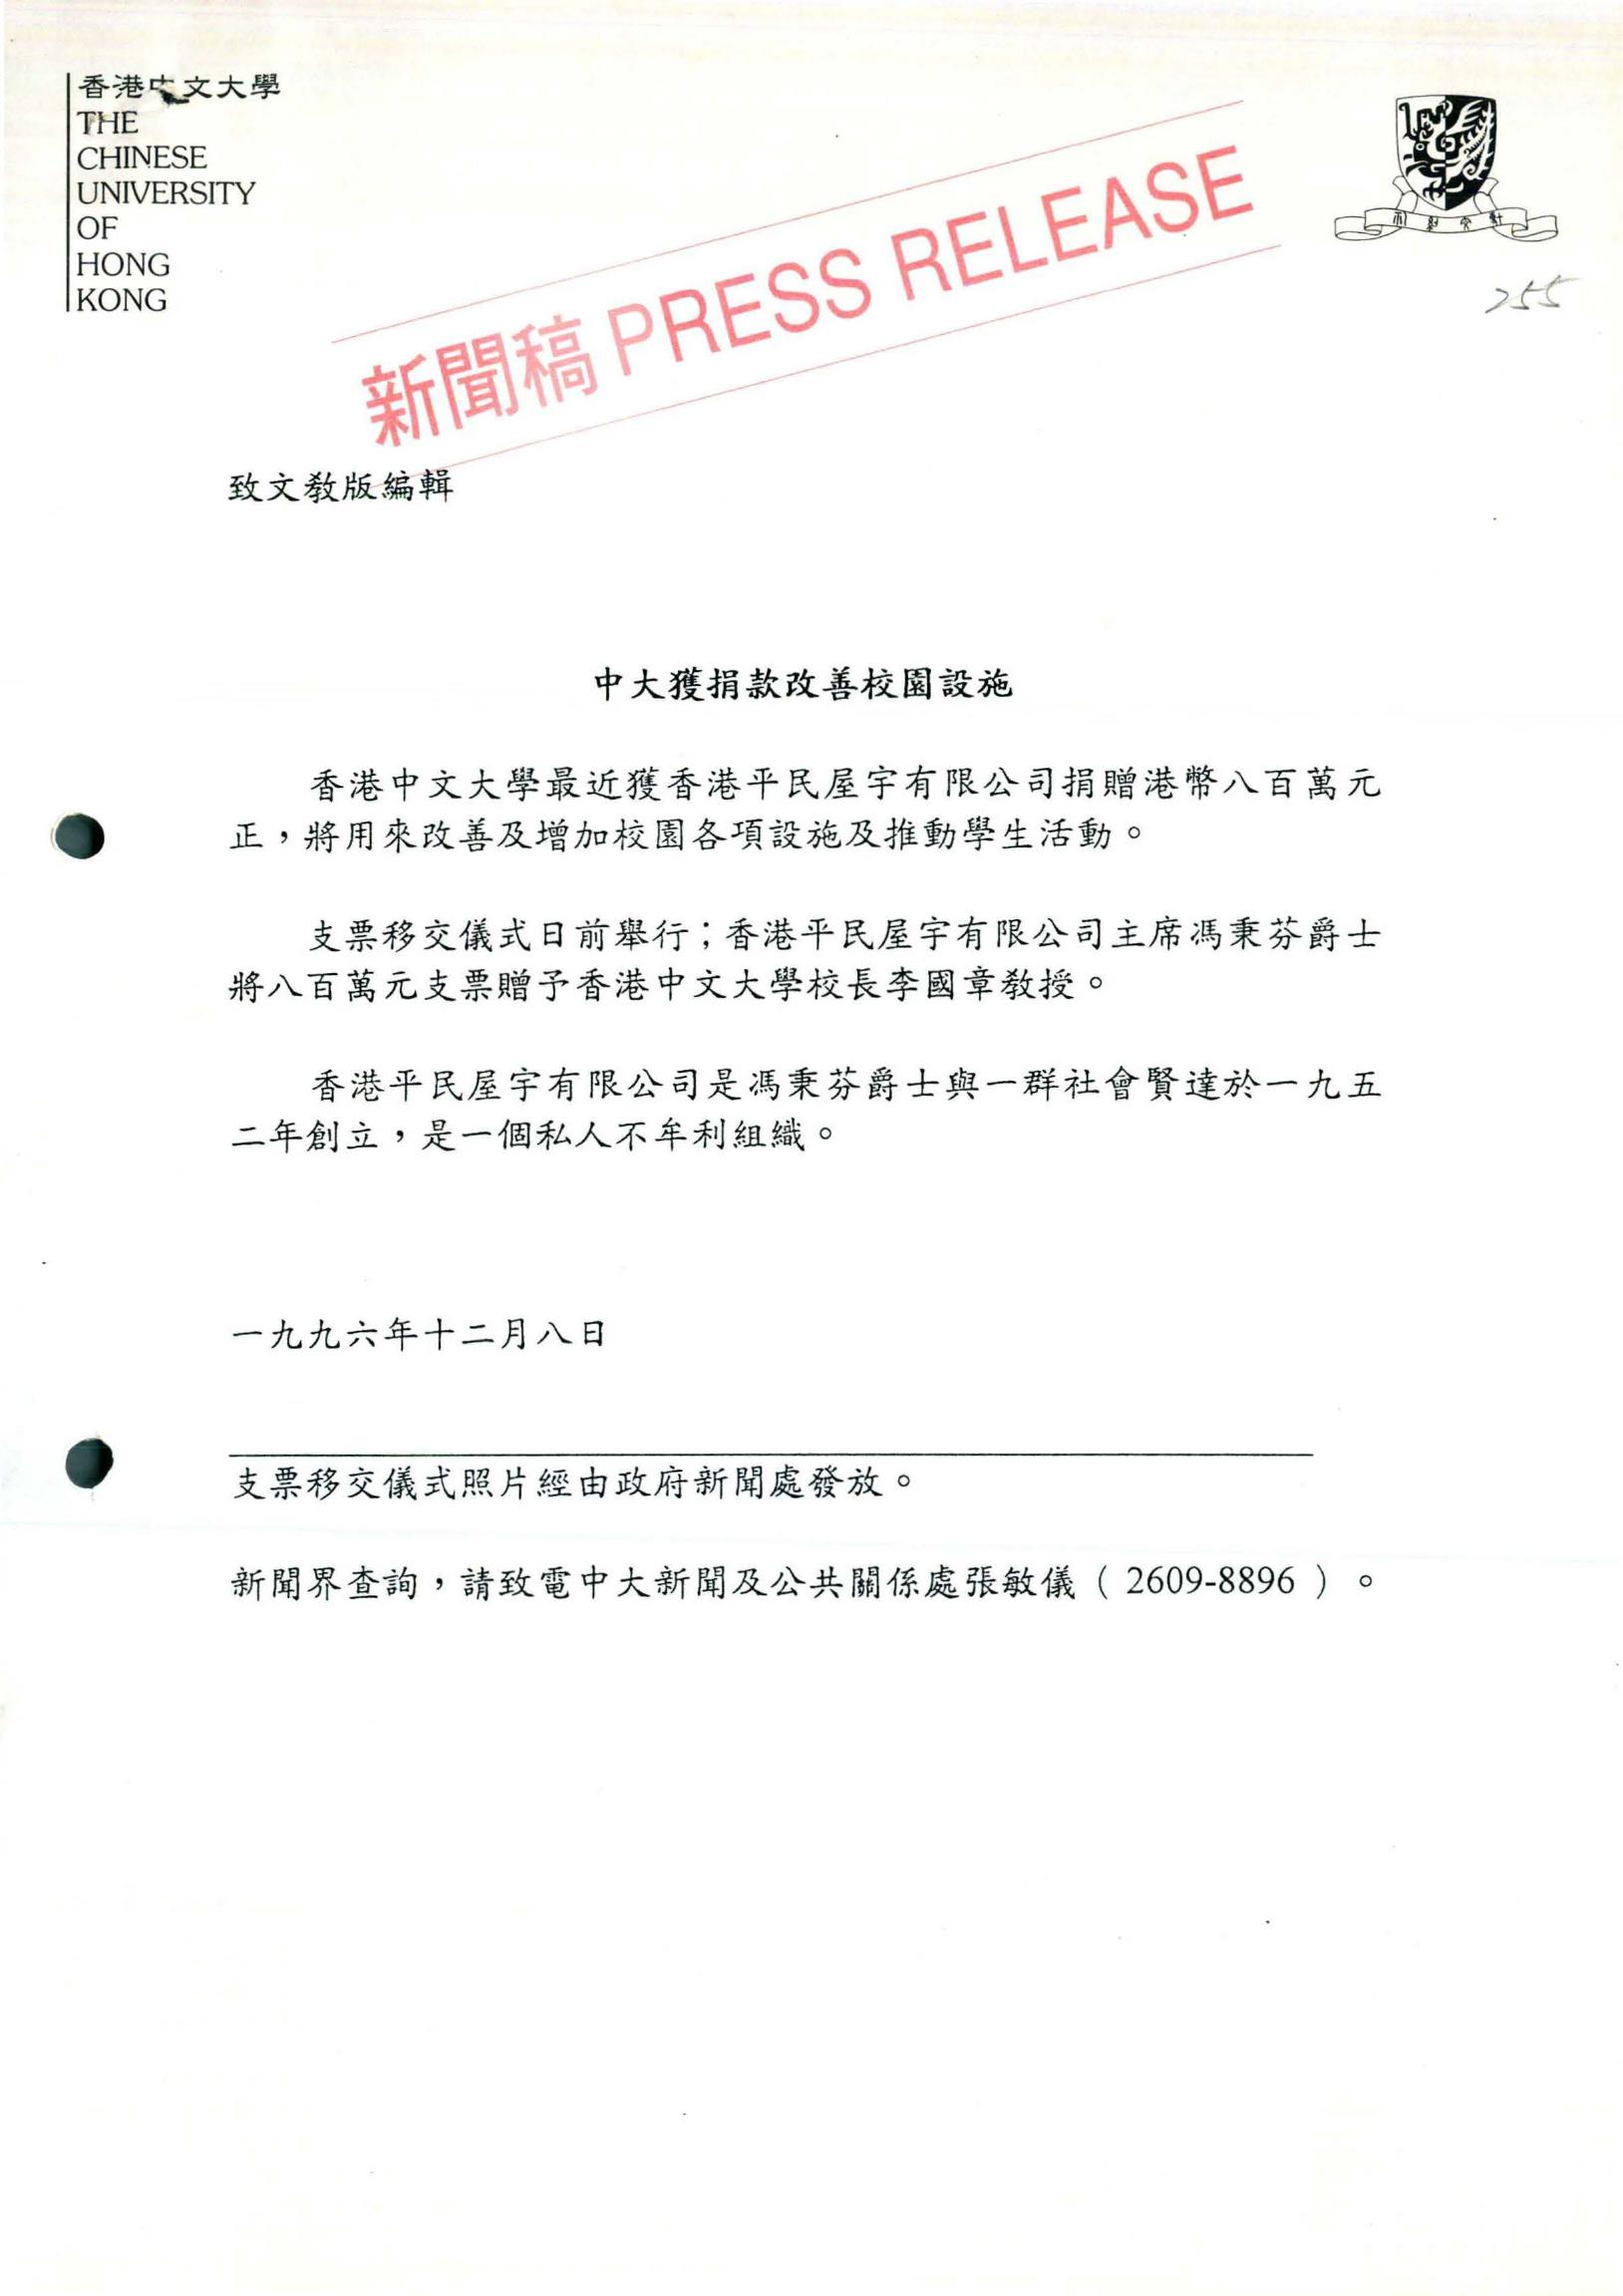 香港中文大學
THE
CHINESE
UNIVERSITY
OF
HONG
KONG
新聞稿 PRESS RELEASE
255
致文教版編輯
中大獲捐款改善校園設施
香港中文大學最近獲香港平民屋宇有限公司捐贈港幣八百萬元
正，將用來改善及增加校園各項設施及推動學生活動。
支票移交儀式日前舉行；香港平民屋宇有限公司主席馮秉芬爵士
將八百萬元支票贈予香港中文大學校長李國章教授。
香港平民屋宇有限公司是馮秉芬爵士與一群社會賢達於一九五
二年創立，是一個私人不牟利組織。
一九九六年十二月八日
支票移交儀式照片經由政府新聞處發放。
新聞界查詢，請致電中大新聞及公共關係處張敏儀（2609-8896）。